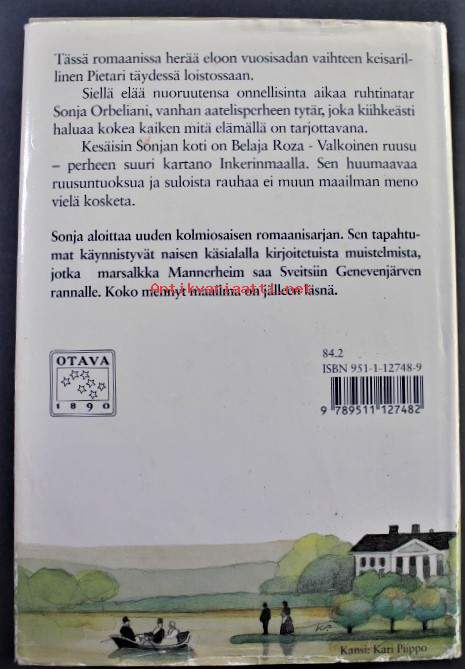 Tässä romaanissa herää eloon vuosisadan vaihteen keisaril-
linen Pietari täydessä loistossaan.
Siellä elää nuoruutensa onnellisinta aikaa ruhtinatar
Sonja Orbeliani, vanhan aatelisperheen tytär, joka kiihkeästi
haluaa kokea kaiken mitä elämällä on tarjottavana.
Kesäisin Sonjan koti on Belaja Roza - Valkoinen ruusu
– perheen suuri kartano Inkerinmaalla. Sen huumaavaa
ruusuntuoksua ja suloista rauhaa ei muun maailman meno
vielä kosketa.
Sonja aloittaa uuden kolmiosaisen romaanisarjan. Sen tapahtu-
mat käynnistyvät naisen käsialalla kirjoitetuista muistelmista,
jotka marsalkka Mannerheim saa Sveitsiin Genevenjärven
rannalle. Koko mennyt maailma on jälleen läsnä.
Antikvariaatti.net
OTAVA
1890
84.2
ISBN 951-1-12748-9
9 789511 127482
Kansi: Kari Piippo